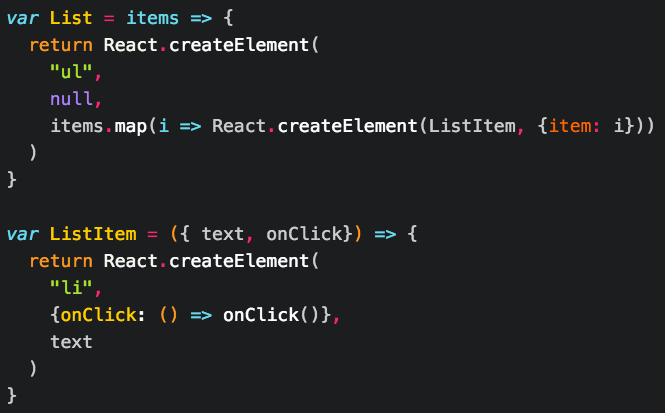 var List = items => {
  return React.createElement(
    "ul",
    null,
    items.map(i => React.createElement(ListItem, {item: i}))
  )
}

var ListItem = ({ text, onClick}) => {
  return React.createElement(
    "li",
    {onClick: () => onClick()},
    text
  )
}